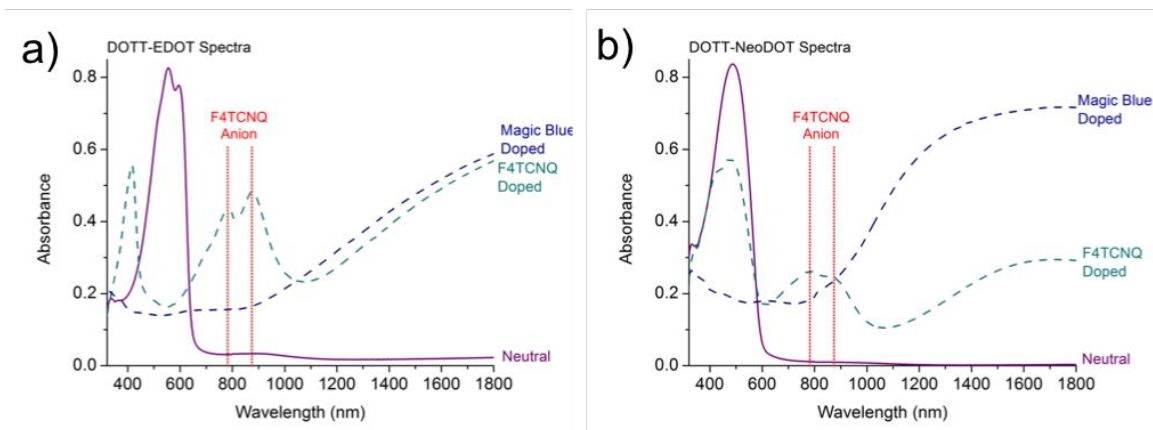 a)
DOTT-EDOT Spectra
0.8
0.6
0.4
0.2
0.0
Absorbance
F4TCNQ
Anion
Magic Blue
Doped
F4TCNQ
Doped
Neutral
400 600 800 1000 1200 1400 1600 1800
Wavelength (nm)
b)
DOTT-NeoDOT Spectra
0.8
0.6
0.4
0.2
0.0
Absorbance
F4TCNQ
Anion
Magic Blue
Doped
F4TCNQ
Doped
Neutral
400 600 800 1000 1200 1400 1600 1800
Wavelength (nm)